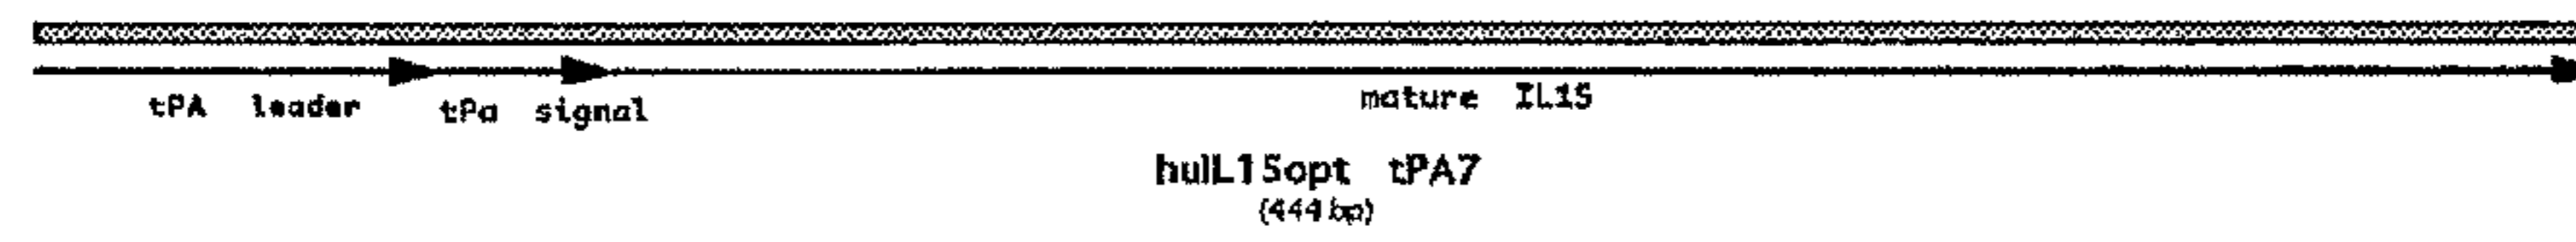 tPA leader tPa signal mature IL15
huIL15opt tPA7
(444 bp)